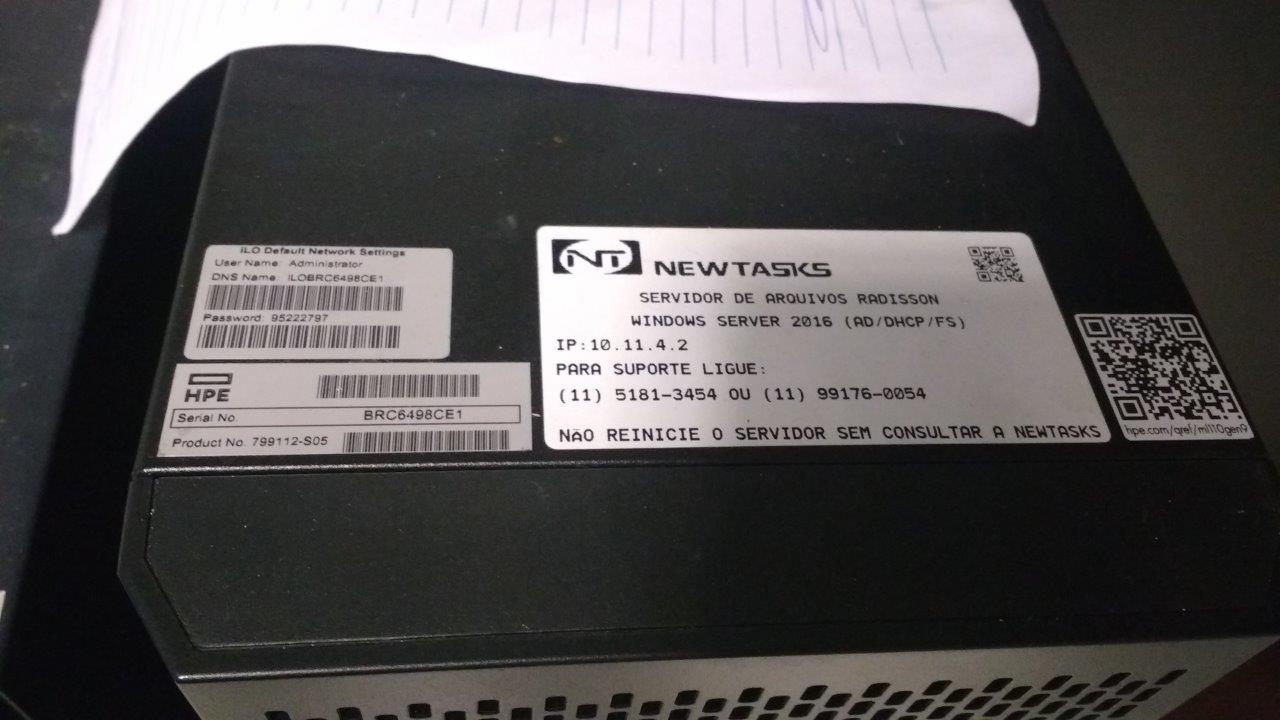 iLO Default Network Settings
User Name: Administrator
DNS Name: ILOBRC6498CE1
Password: 95222797
HPE
Serial No. BRC6498CE1
Product No. 799112-S05
NT NEWTASKS
SERVIDOR DE ARQUIVOS RADISSON
WINDOWS SERVER 2016 (AD/DHCP/FS)
IP:10.11.4.2
PARA SUPORTE LIGUE:
(11) 5181-3454 OU (11) 99176-0054
NÃO REINICIE O SERVIDOR SEM CONSULTAR A NEWTASKS
hpe.com/qref/ml110gen9